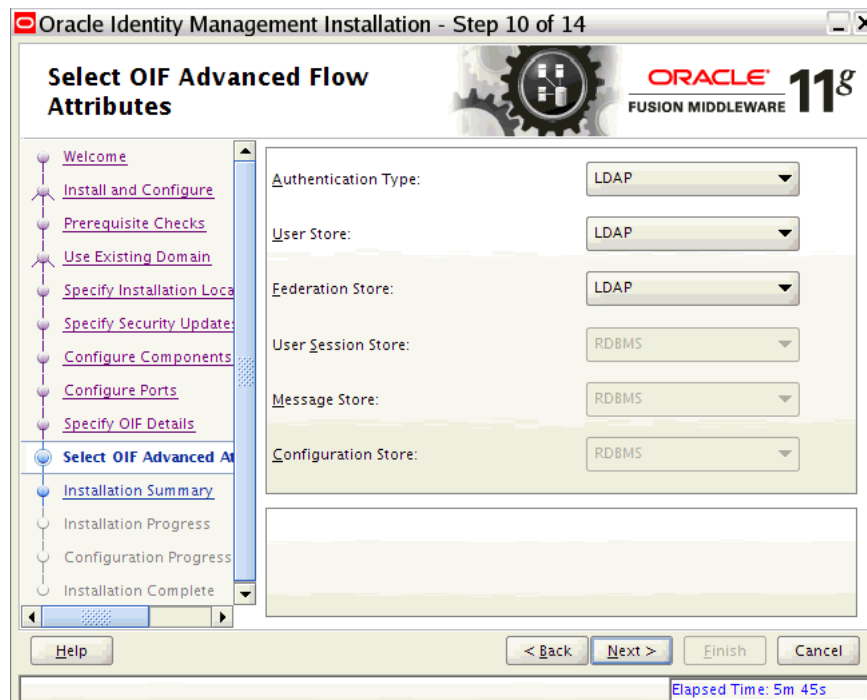 Oracle Identity Management Installation - Step 10 of 14
Select OIF Advanced Flow
Attributes
ORACLE
FUSION MIDDLEWARE
11g
Welcome
Install and Configure
Prerequisite Checks
Use Existing Domain
Specify Installation Loca
Specify Security Updates
Configure Components
Configure Ports
Specify OIF Details
Select OIF Advanced At
Installation Summary
Installation Progress
Configuration Progress
Installation Complete
Authentication Type: LDAP
User Store: LDAP
Federation Store: LDAP
User Session Store: RDBMS
Message Store: RDBMS
Configuration Store: RDBMS
Help
< Back
Next >
Finish
Cancel
Elapsed Time: 5m 45s